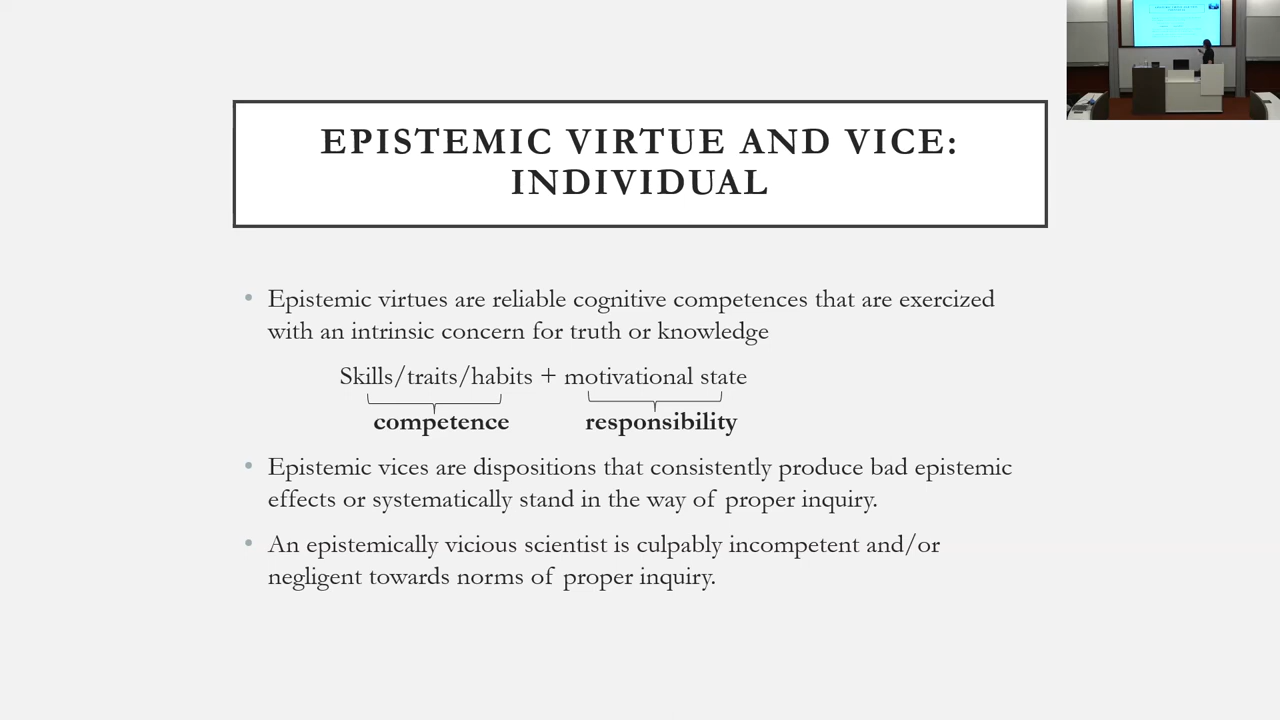 EPISTEMIC VIRTUE AND VICE:
INDIVIDUAL
• Epistemic virtues are reliable cognitive competences that are exercized
with an intrinsic concern for truth or knowledge
Skills/traits/habits + motivational state
competence responsibility
• Epistemic vices are dispositions that consistently produce bad epistemic
effects or systematically stand in the way of proper inquiry.
• An epistemically vicious scientist is culpably incompetent and/or
negligent towards norms of proper inquiry.